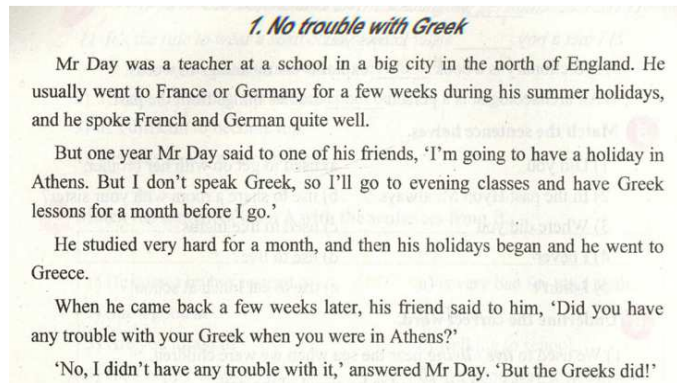 1. No trouble with Greek
Mr Day was a teacher at a school in a big city in the north of England. He
usually went to France or Germany for a few weeks during his summer holidays,
and he spoke French and German quite well.
But one year Mr Day said to one of his friends, ‘I’m going to have a holiday in
Athens. But I don’t speak Greek, so I’ll go to evening classes and have Greek
lessons for a month before I go.’
He studied very hard for a month, and then his holidays began and he went to
Greece.
When he came back a few weeks later, his friend said to him, ‘Did you have
any trouble with your Greek when you were in Athens?’
‘No, I didn’t have any trouble with it,’ answered Mr Day. ‘But the Greeks did!’